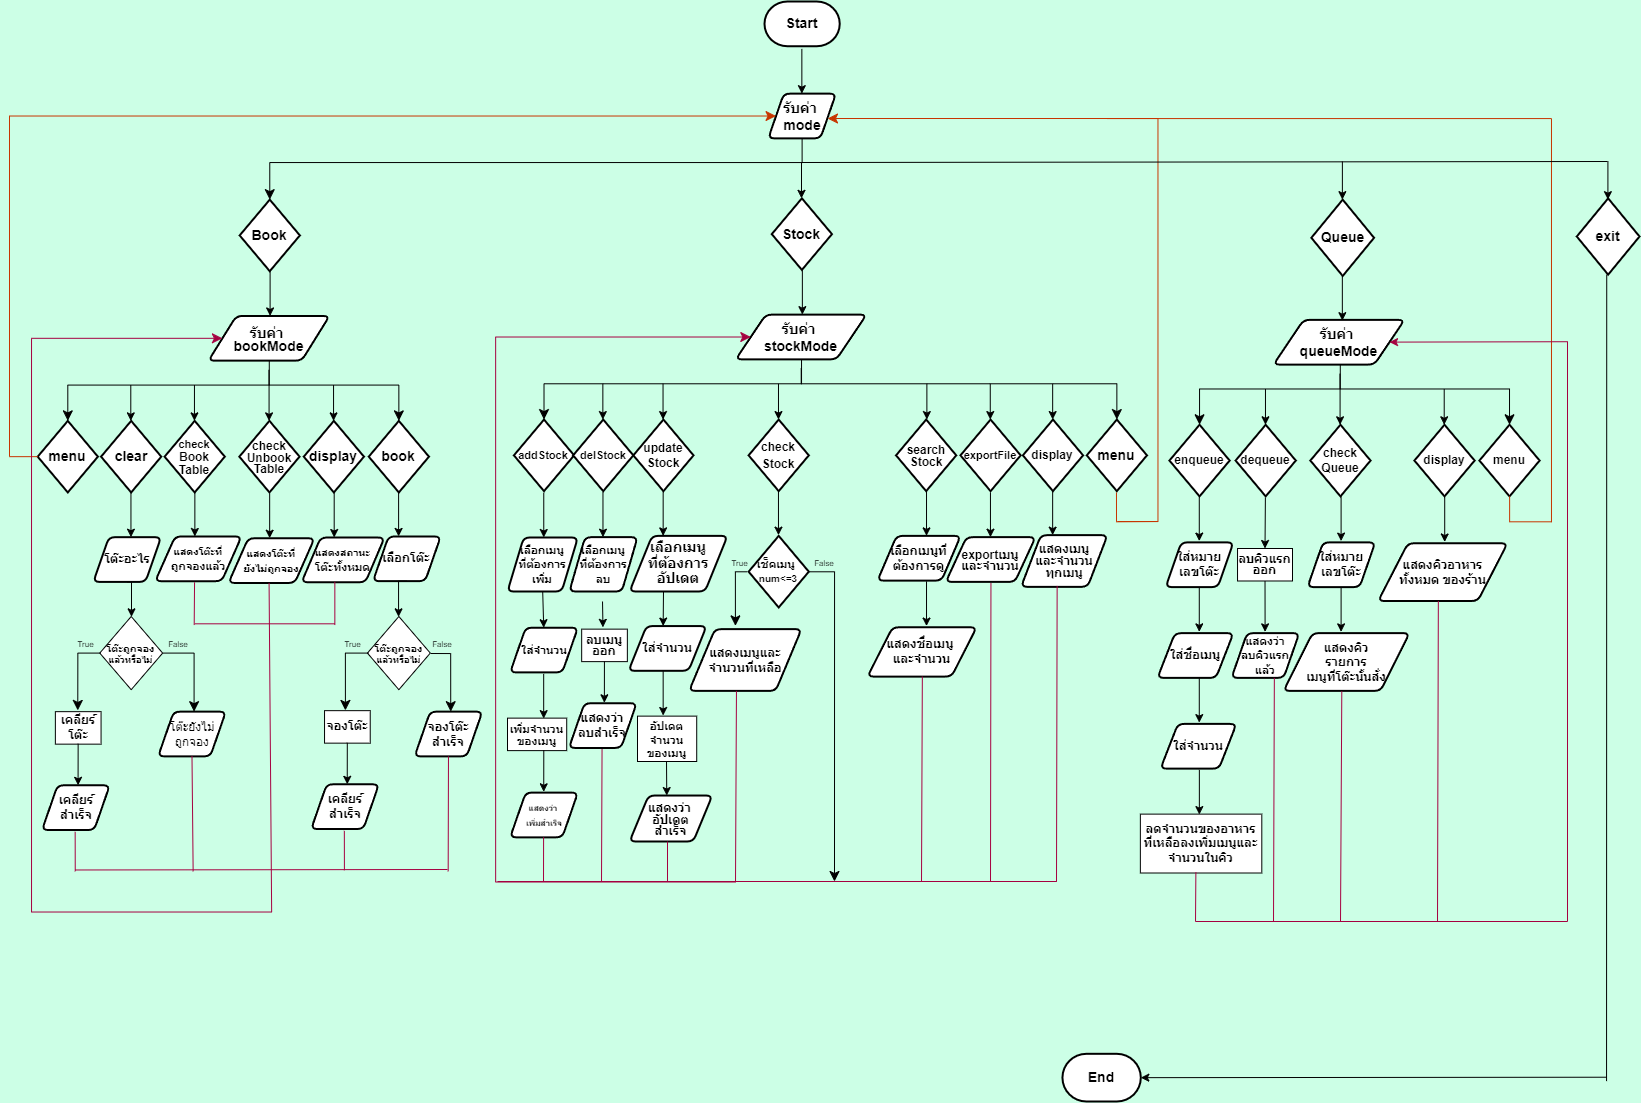 Start
รับค่า
mode
Book
Stock
Queue
exit
รับค่า
bookMode
รับค่า
stockMode
รับค่า
queueMode
menu
clear
check
Book
Table
check
Unbook
Table
display
book
addStock
delStock
update
Stock
check
Stock
search
Stock
exportFile
display
menu
enqueue
dequeue
check
Queue
display
menu
โต๊ะอะไร
แสดงโต๊ะที่
ถูกจองแล้ว
แสดงโต๊ะที่
ยังไม่ถูกจอง
แสดงสถานะ
โต๊ะทั้งหมด
เลือกโต๊ะ
เลือกเมนู
ที่ต้องการ
เพิ่ม
เลือกเมนู
ที่ต้องการ
ลบ
เลือกเมนู
ที่ต้องการ
อัปเดต
True
เช็คเมนู
num<=3
False
เลือกเมนูที่
ต้องการดู
exportเมนู
และจำนวน
แสดงเมนู
และจำนวน
ทุกเมนู
ใส่หมาย
เลขโต๊ะ
ลบคิวแรก
ออก
ใส่หมาย
เลขโต๊ะ
แสดงคิวอาหาร
ทั้งหมด ของร้าน
True
โต๊ะถูกจอง
แล้วหรือไม่
False
True
โต๊ะถูกจอง
แล้วหรือไม่
False
ใส่จำนวน
ลบเมนู
ออก
ใส่จำนวน
แสดงเมนูและ
จำนวนที่เหลือ
แสดงชื่อเมนู
และจำนวน
ใส่ชื่อเมนู
แสดงว่า
ลบคิวแรก
แล้ว
แสดงคิว
รายการ
เมนูที่โต๊ะนั้นสั่ง
เคลียร์
โต๊ะ
โต๊ะยังไม่
ถูกจอง
จองโต๊ะ
จองโต๊ะ
สำเร็จ
เพิ่มจำนวน
ของเมนู
แสดงว่า
ลบสำเร็จ
อัปเดต
จำนวน
ของเมนู
ใส่จำนวน
เคลียร์
สำเร็จ
เคลียร์
สำเร็จ
แสดงว่า
เพิ่มสำเร็จ
แสดงว่า
อัปเดต
สำเร็จ
ลดจำนวนของอาหาร
ที่เหลือลงเพิ่มเมนูและ
จำนวนในคิว
End